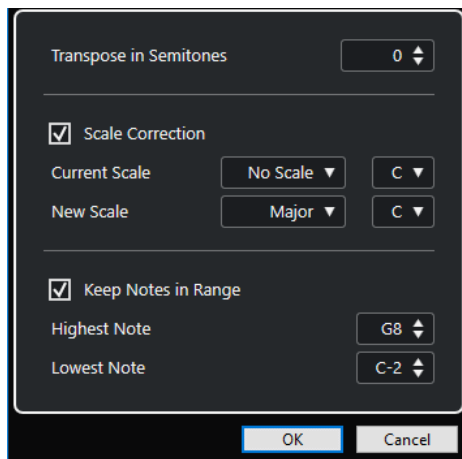 Transpose in Semitones 0
Scale Correction
Current Scale No Scale C
New Scale Major C
Keep Notes in Range
Highest Note G8
Lowest Note C-2
OK Cancel